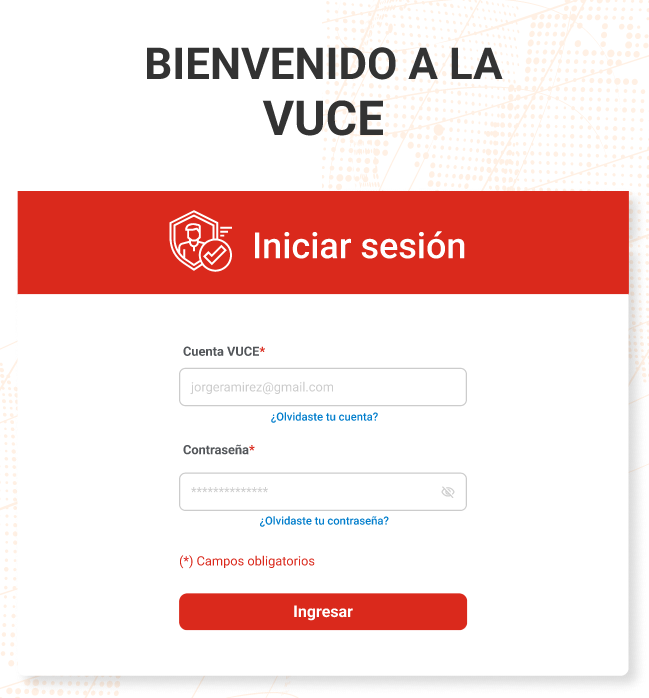 BIENVENIDO A LA
VUCE
Iniciar sesión
Cuenta VUCE*
jorgeramirez@gmail.com
¿Olvidaste tu cuenta?
Contraseña*
**************
¿Olvidaste tu contraseña?
(*) Campos obligatorios
Ingresar